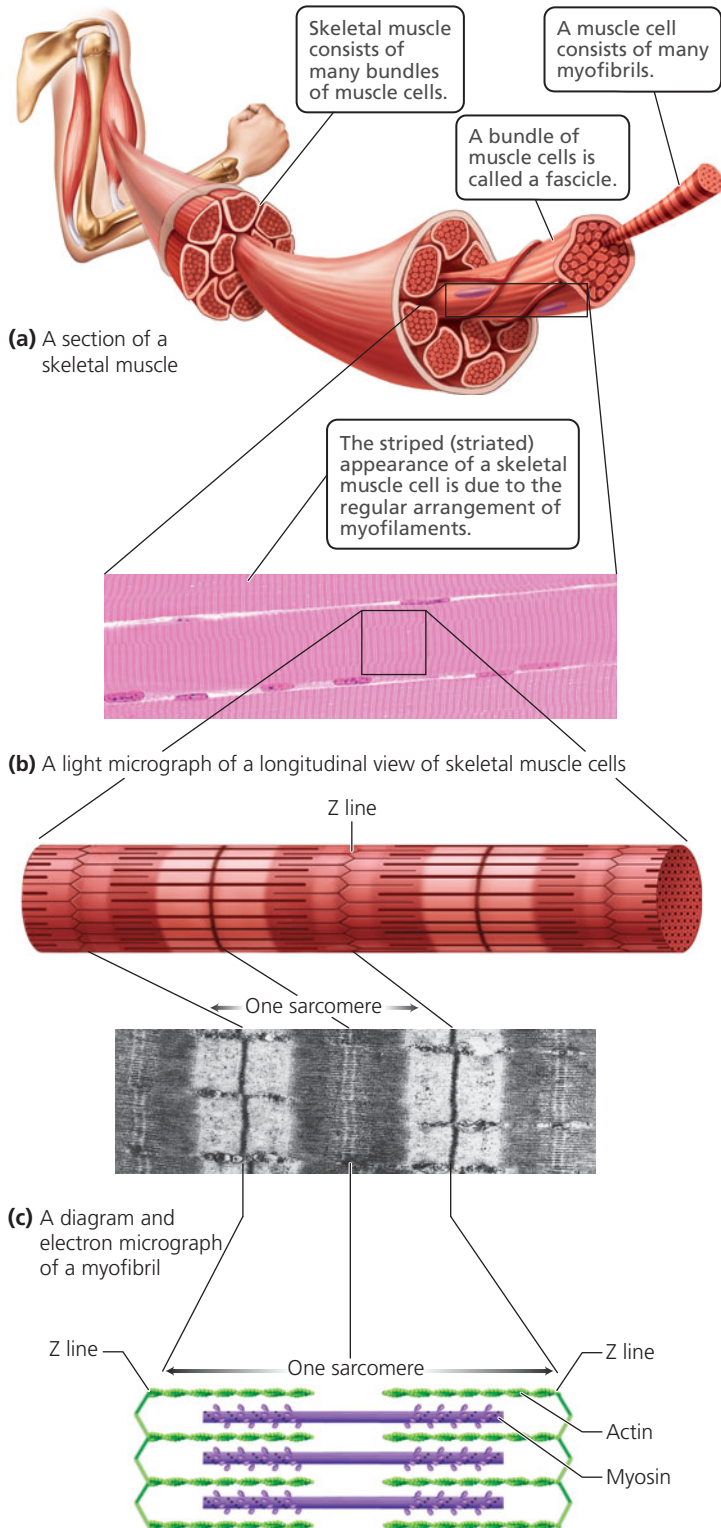 Skeletal muscle
consists of
many bundles
of muscle cells.
A muscle cell
consists of many
myofibrils.
A bundle of
muscle cells is
called a fascicle.
(a) A section of a
skeletal muscle
The striped (striated)
appearance of a skeletal
muscle cell is due to the
regular arrangement of
myofilaments.
(b) A light micrograph of a longitudinal view of skeletal muscle cells
Z line
One sarcomere
(c) A diagram and
electron micrograph
of a myofibril
Z line
One sarcomere
Z line
Actin
Myosin